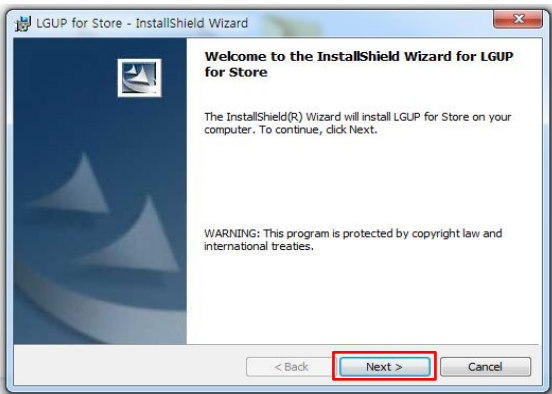 LGUP for Store - InstallShield Wizard
Welcome to the InstallShield Wizard for LGUP
for Store
The InstallShield(R) Wizard will install LGUP for Store on your
computer. To continue, click Next.
WARNING: This program is protected by copyright law and
international treaties.
< Back
Next >
Cancel